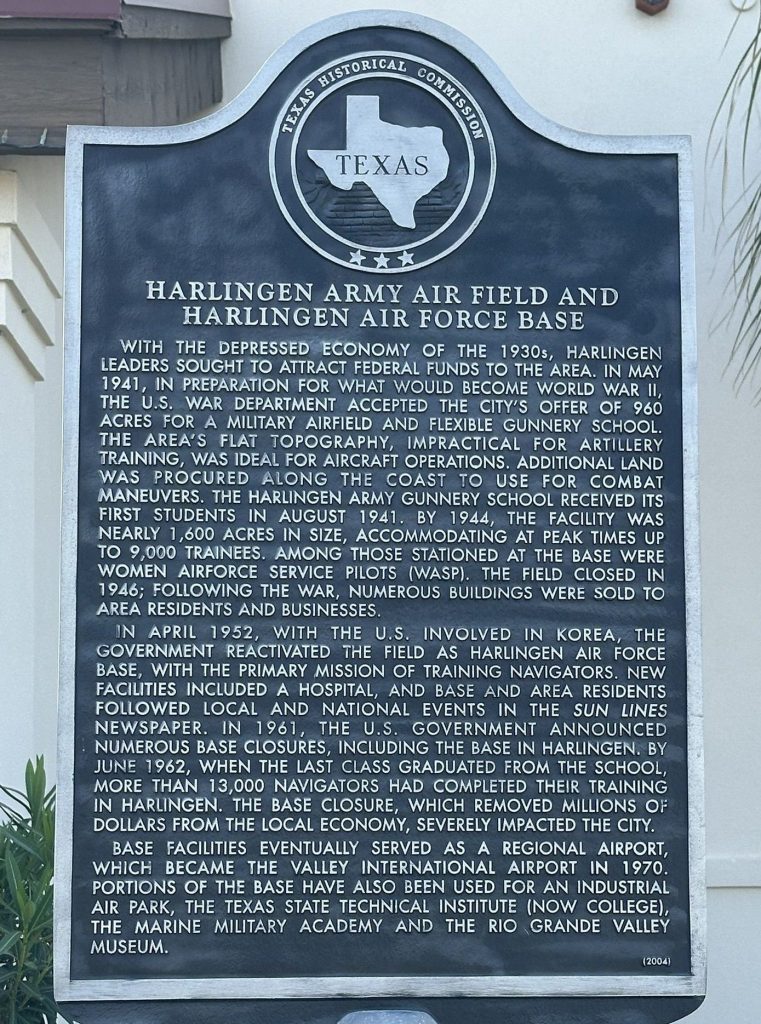 TEXAS HISTORICAL COMMISSION
TEXAS
HARLINGEN ARMY AIR FIELD AND
HARLINGEN AIR FORCE BASE
WITH THE DEPRESSED ECONOMY OF THE 1930s, HARLINGEN
LEADERS SOUGHT TO ATTRACT FEDERAL FUNDS TO THE AREA. IN MAY
1941, IN PREPARATION FOR WHAT WOULD BECOME WORLD WAR II,
THE U.S. WAR DEPARTMENT ACCEPTED THE CITY'S OFFER OF 960
ACRES FOR A MILITARY AIRFIELD AND FLEXIBLE GUNNERY SCHOOL.
THE AREA'S FLAT TOPOGRAPHY, IMPRACTICAL FOR ARTILLERY
TRAINING, WAS IDEAL FOR AIRCRAFT OPERATIONS. ADDITIONAL LAND
WAS PROCURED ALONG THE COAST TO USE FOR COMBAT
MANEUVERS. THE HARLINGEN ARMY GUNNERY SCHOOL RECEIVED ITS
FIRST STUDENTS IN AUGUST 1941. BY 1944, THE FACILITY WAS
NEARLY 1,600 ACRES IN SIZE, ACCOMMODATING AT PEAK TIMES UP
TO 9,000 TRAINEES. AMONG THOSE STATIONED AT THE BASE WERE
WOMEN AIRFORCE SERVICE PILOTS (WASP). THE FIELD CLOSED IN
1946; FOLLOWING THE WAR, NUMEROUS BUILDINGS WERE SOLD TO
AREA RESIDENTS AND BUSINESSES.
IN APRIL 1952, WITH THE U.S. INVOLVED IN KOREA, THE
GOVERNMENT REACTIVATED THE FIELD AS HARLINGEN AIR FORCE
BASE, WITH THE PRIMARY MISSION OF TRAINING NAVIGATORS. NEW
FACILITIES INCLUDED A HOSPITAL, AND BASE AND AREA RESIDENTS
FOLLOWED LOCAL AND NATIONAL EVENTS IN THE SUN LINES
NEWSPAPER. IN 1961, THE U.S. GOVERNMENT ANNOUNCED
NUMEROUS BASE CLOSURES, INCLUDING THE BASE IN HARLINGEN. BY
JUNE 1962, WHEN THE LAST CLASS GRADUATED FROM THE SCHOOL,
MORE THAN 13,000 NAVIGATORS HAD COMPLETED THEIR TRAINING
IN HARLINGEN. THE BASE CLOSURE, WHICH REMOVED MILLIONS OF
DOLLARS FROM THE LOCAL ECONOMY, SEVERELY IMPACTED THE CITY.
BASE FACILITIES EVENTUALLY SERVED AS A REGIONAL AIRPORT,
WHICH BECAME THE VALLEY INTERNATIONAL AIRPORT IN 1970.
PORTIONS OF THE BASE HAVE ALSO BEEN USED FOR AN INDUSTRIAL
AIR PARK, THE TEXAS STATE TECHNICAL INSTITUTE (NOW COLLEGE),
THE MARINE MILITARY ACADEMY AND THE RIO GRANDE VALLEY
MUSEUM.
(2004)